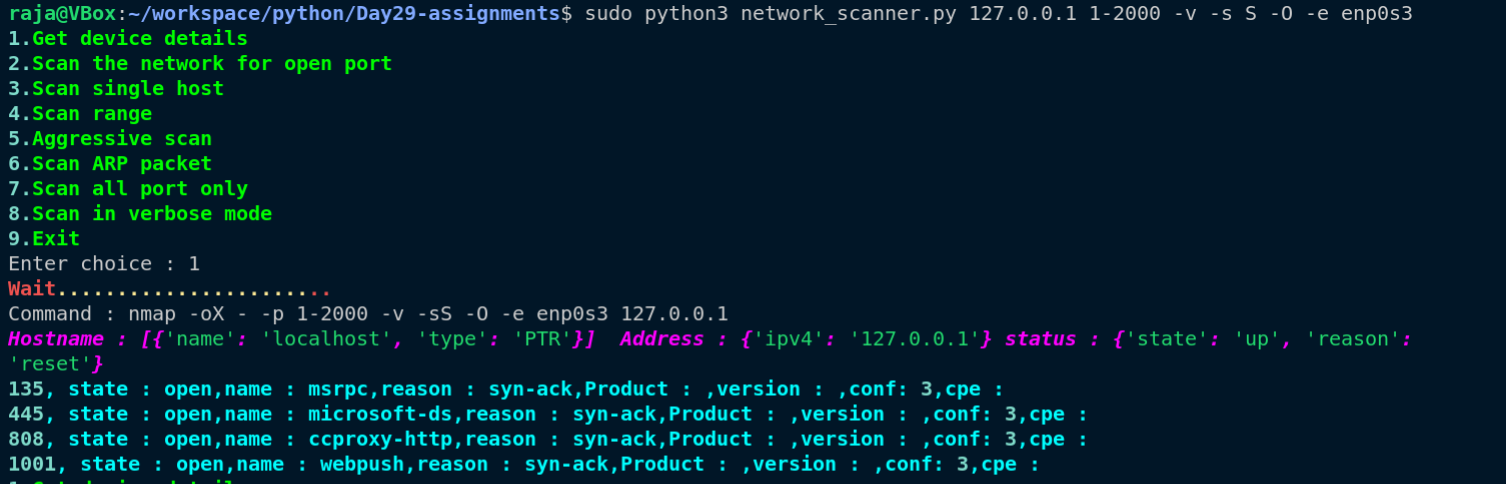 raja@VBox:~/workspace/python/Day29-assignments$ sudo python3 network_scanner.py 127.0.0.1 1-2000 -v -s S -O -e enp0s3
1.Get device details
2.Scan the network for open port
3.Scan single host
4.Scan range
5.Aggressive scan
6.Scan ARP packet
7.Scan all port only
8.Scan in verbose mode
9.Exit
Enter choice : 1
Wait.......................
Command : nmap -oX - -p 1-2000 -v -sS -O -e enp0s3 127.0.0.1
Hostname : [{'name': 'localhost', 'type': 'PTR'}]  Address : {'ipv4': '127.0.0.1'} status : {'state': 'up', 'reason':
'reset'}
135, state : open,name : msrpc,reason : syn-ack,Product : ,version : ,conf: 3,cpe :
445, state : open,name : microsoft-ds,reason : syn-ack,Product : ,version : ,conf: 3,cpe :
808, state : open,name : ccproxy-http,reason : syn-ack,Product : ,version : ,conf: 3,cpe :
1001, state : open,name : webpush,reason : syn-ack,Product : ,version : ,conf: 3,cpe :